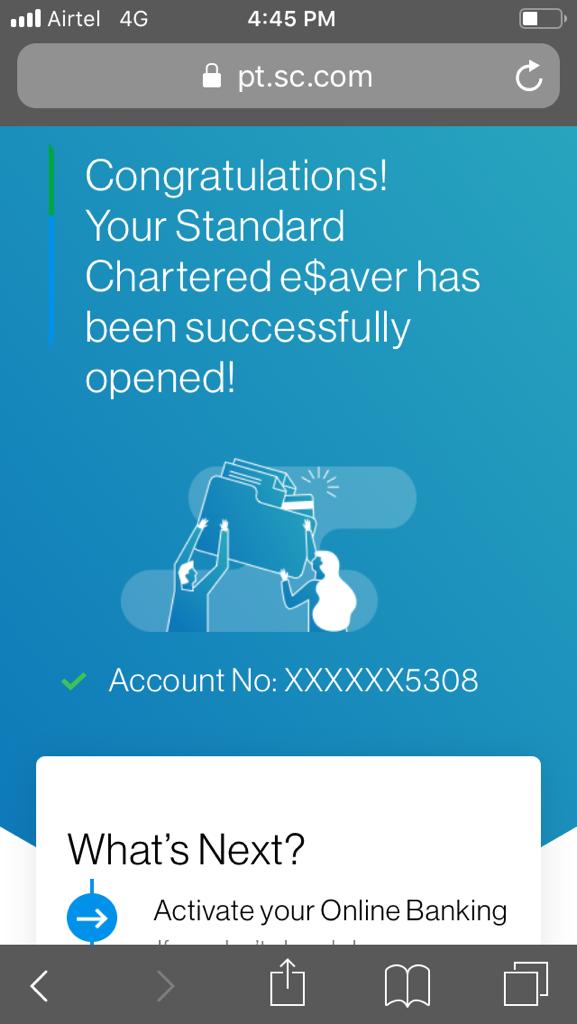 Airtel 4G 4:45 PM
pt.sc.com
Congratulations!
Your Standard
Chartered e$aver has
been successfully
opened!
Account No: XXXXXX5308
What's Next?
Activate your Online Banking